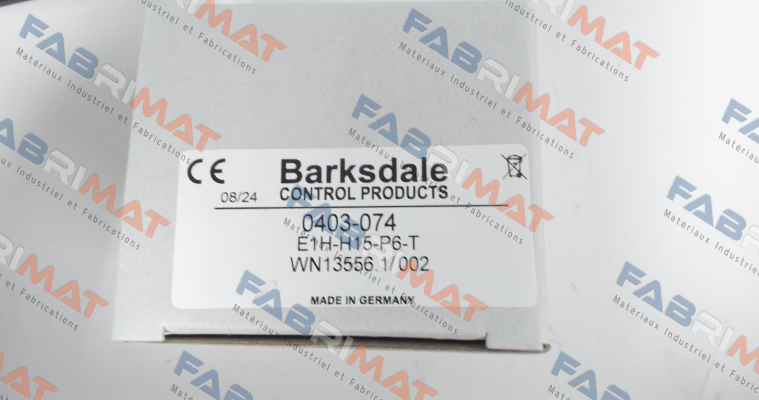 CE
Barksdale
08/24 CONTROL PRODUCTS
0403-074
E1H-H15-P6-T
WN13556.1/002
MADE IN GERMANY
FABRIMAT
Matériaux Industriel et Fabrications